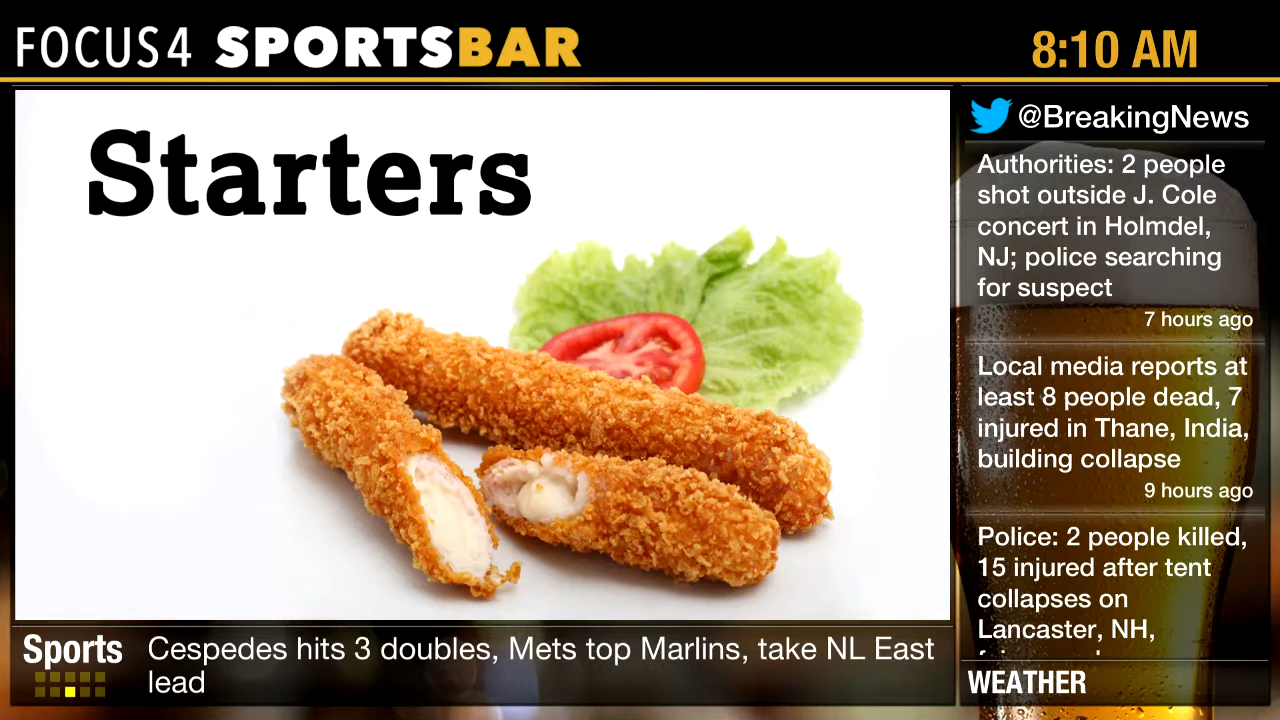 FOCUS4 SPORTSBAR
8:10 AM
Starters
@BreakingNews
Authorities: 2 people
shot outside J. Cole
concert in Holmdel,
NJ; police searching
for suspect
7 hours ago
Local media reports at
least 8 people dead, 7
injured in Thane, India,
building collapse
9 hours ago
Police: 2 people killed,
15 injured after tent
collapses on
Lancaster, NH,
Sports
Cespedes hits 3 doubles, Mets top Marlins, take NL East
lead
WEATHER